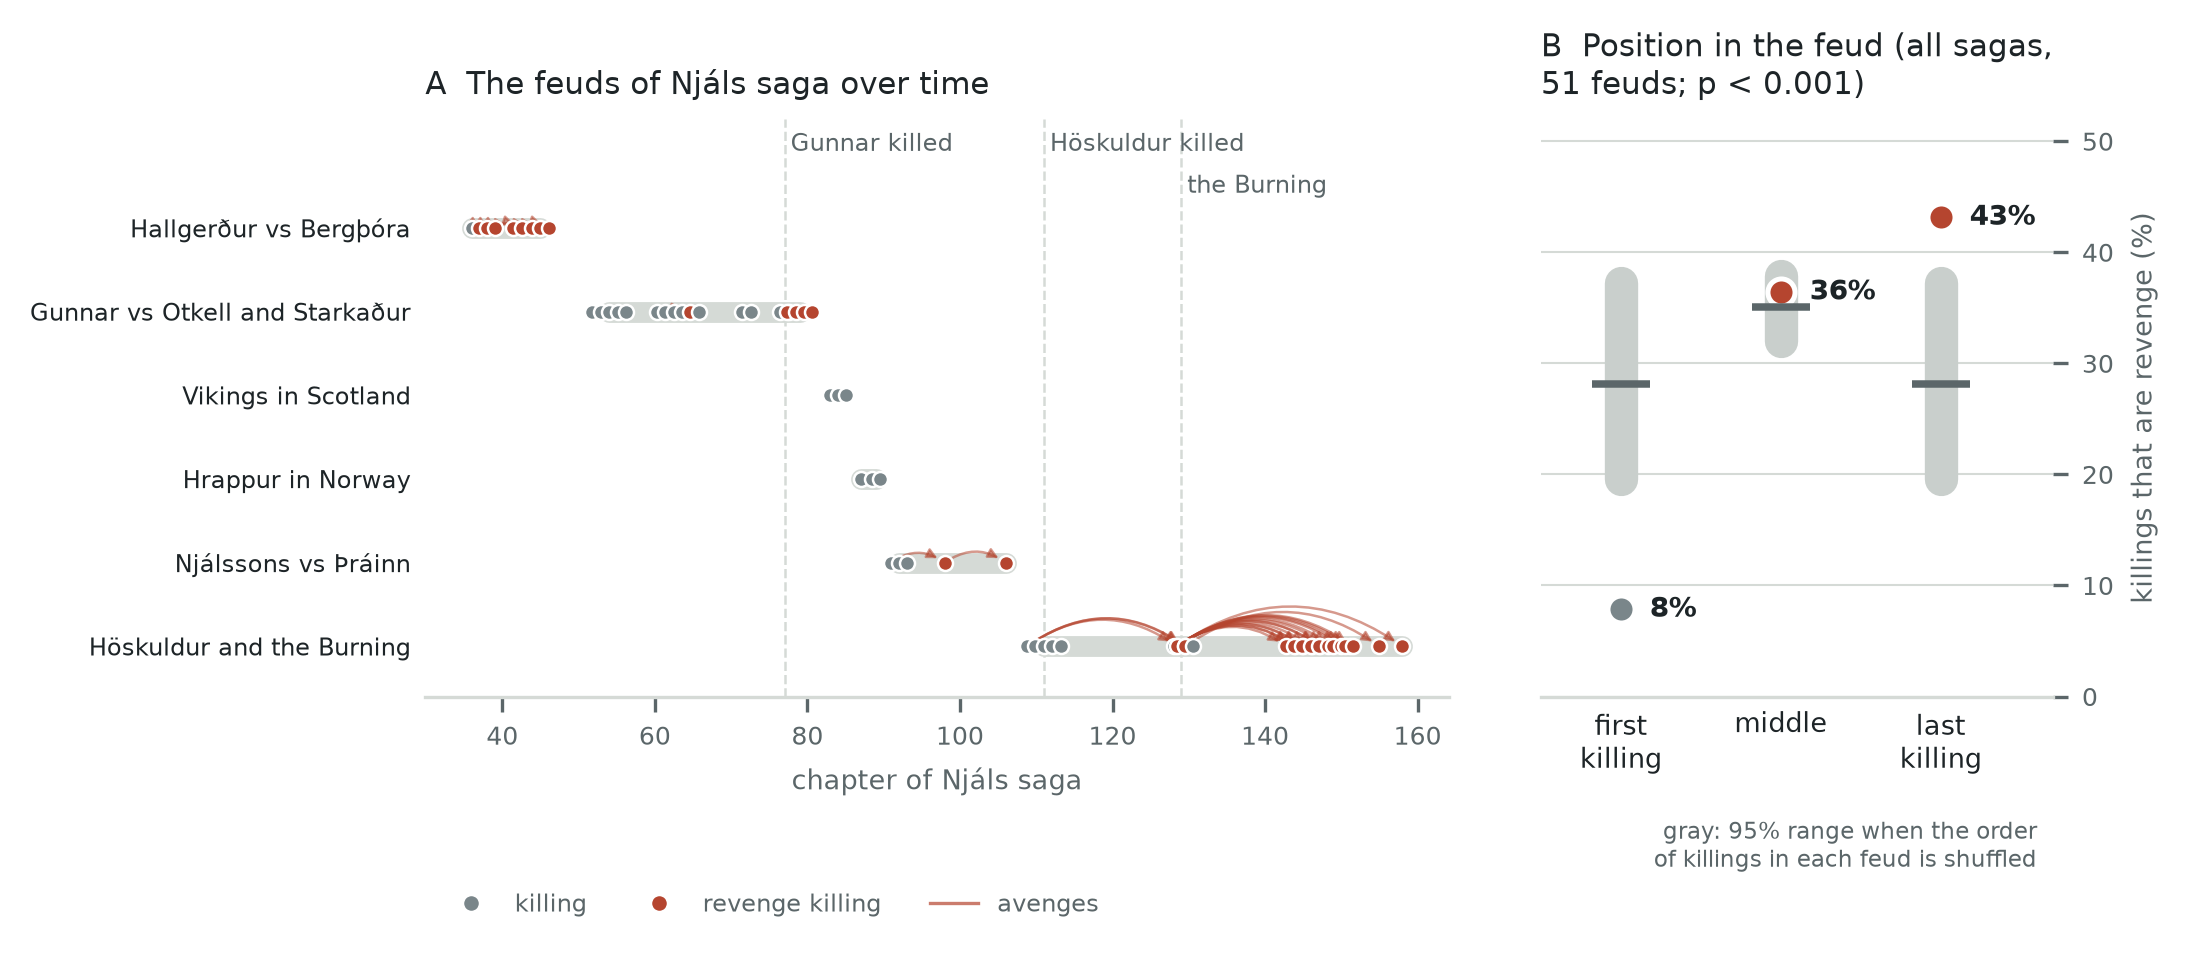 A  The feuds of Njáls saga over time
Gunnar killed
Höskuldur killed
the Burning
Hallgerður vs Bergþóra
Gunnar vs Otkell and Starkaður
Vikings in Scotland
Hrappur in Norway
Njálssons vs Þráinn
Höskuldur and the Burning
40 60 80 100 120 140 160
chapter of Njáls saga
killing revenge killing avenges
B  Position in the feud (all sagas,
51 feuds; p < 0.001)
50
40
30
20
10
0
killings that are revenge (%)
8%
36%
43%
first
killing
middle
last
killing
gray: 95% range when the order
of killings in each feud is shuffled